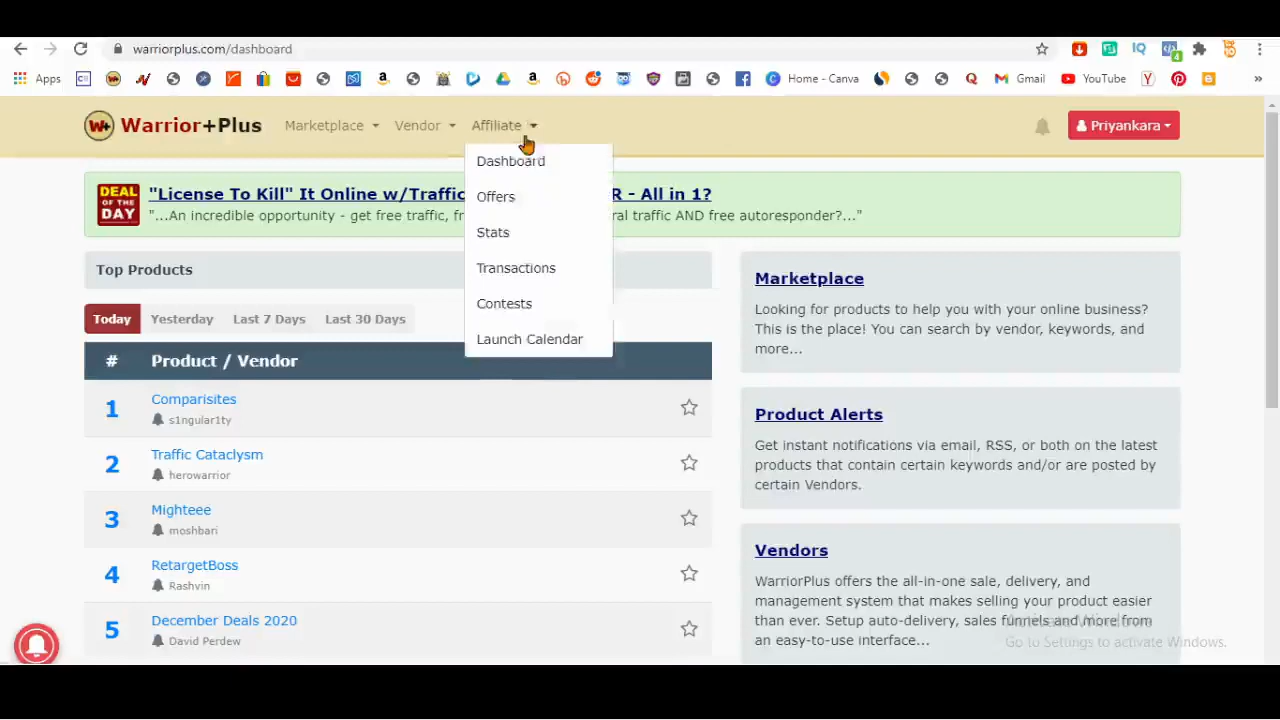 warriorplus.com/dashboard
Apps
Home - Canva
Gmail
YouTube
Warrior+Plus
Marketplace
Vendor
Affiliate
Priyankara
Dashboard
Offers
Stats
Transactions
Contests
Launch Calendar
DEAL OF THE DAY
"License To Kill" It Online w/Traffic R - All in 1?
"...An incredible opportunity - get free traffic, fr ral traffic AND free autoresponder?..."
Top Products
Today Yesterday Last 7 Days Last 30 Days
# Product / Vendor
1 Comparisites
s1ngular1ty
2 Traffic Cataclysm
herowarrior
3 Mighteee
moshbari
4 RetargetBoss
Rashvin
5 December Deals 2020
David Perdew
Marketplace
Looking for products to help you with your online business?
This is the place! You can search by vendor, keywords, and
more...
Product Alerts
Get instant notifications via email, RSS, or both on the latest
products that contain certain keywords and/or are posted by
certain Vendors.
Vendors
WarriorPlus offers the all-in-one sale, delivery, and
management system that makes selling your product easier
than ever. Setup auto-delivery, sales funnels and more from
an easy-to-use interface...
Activate Windows
Go to Settings to activate Windows.